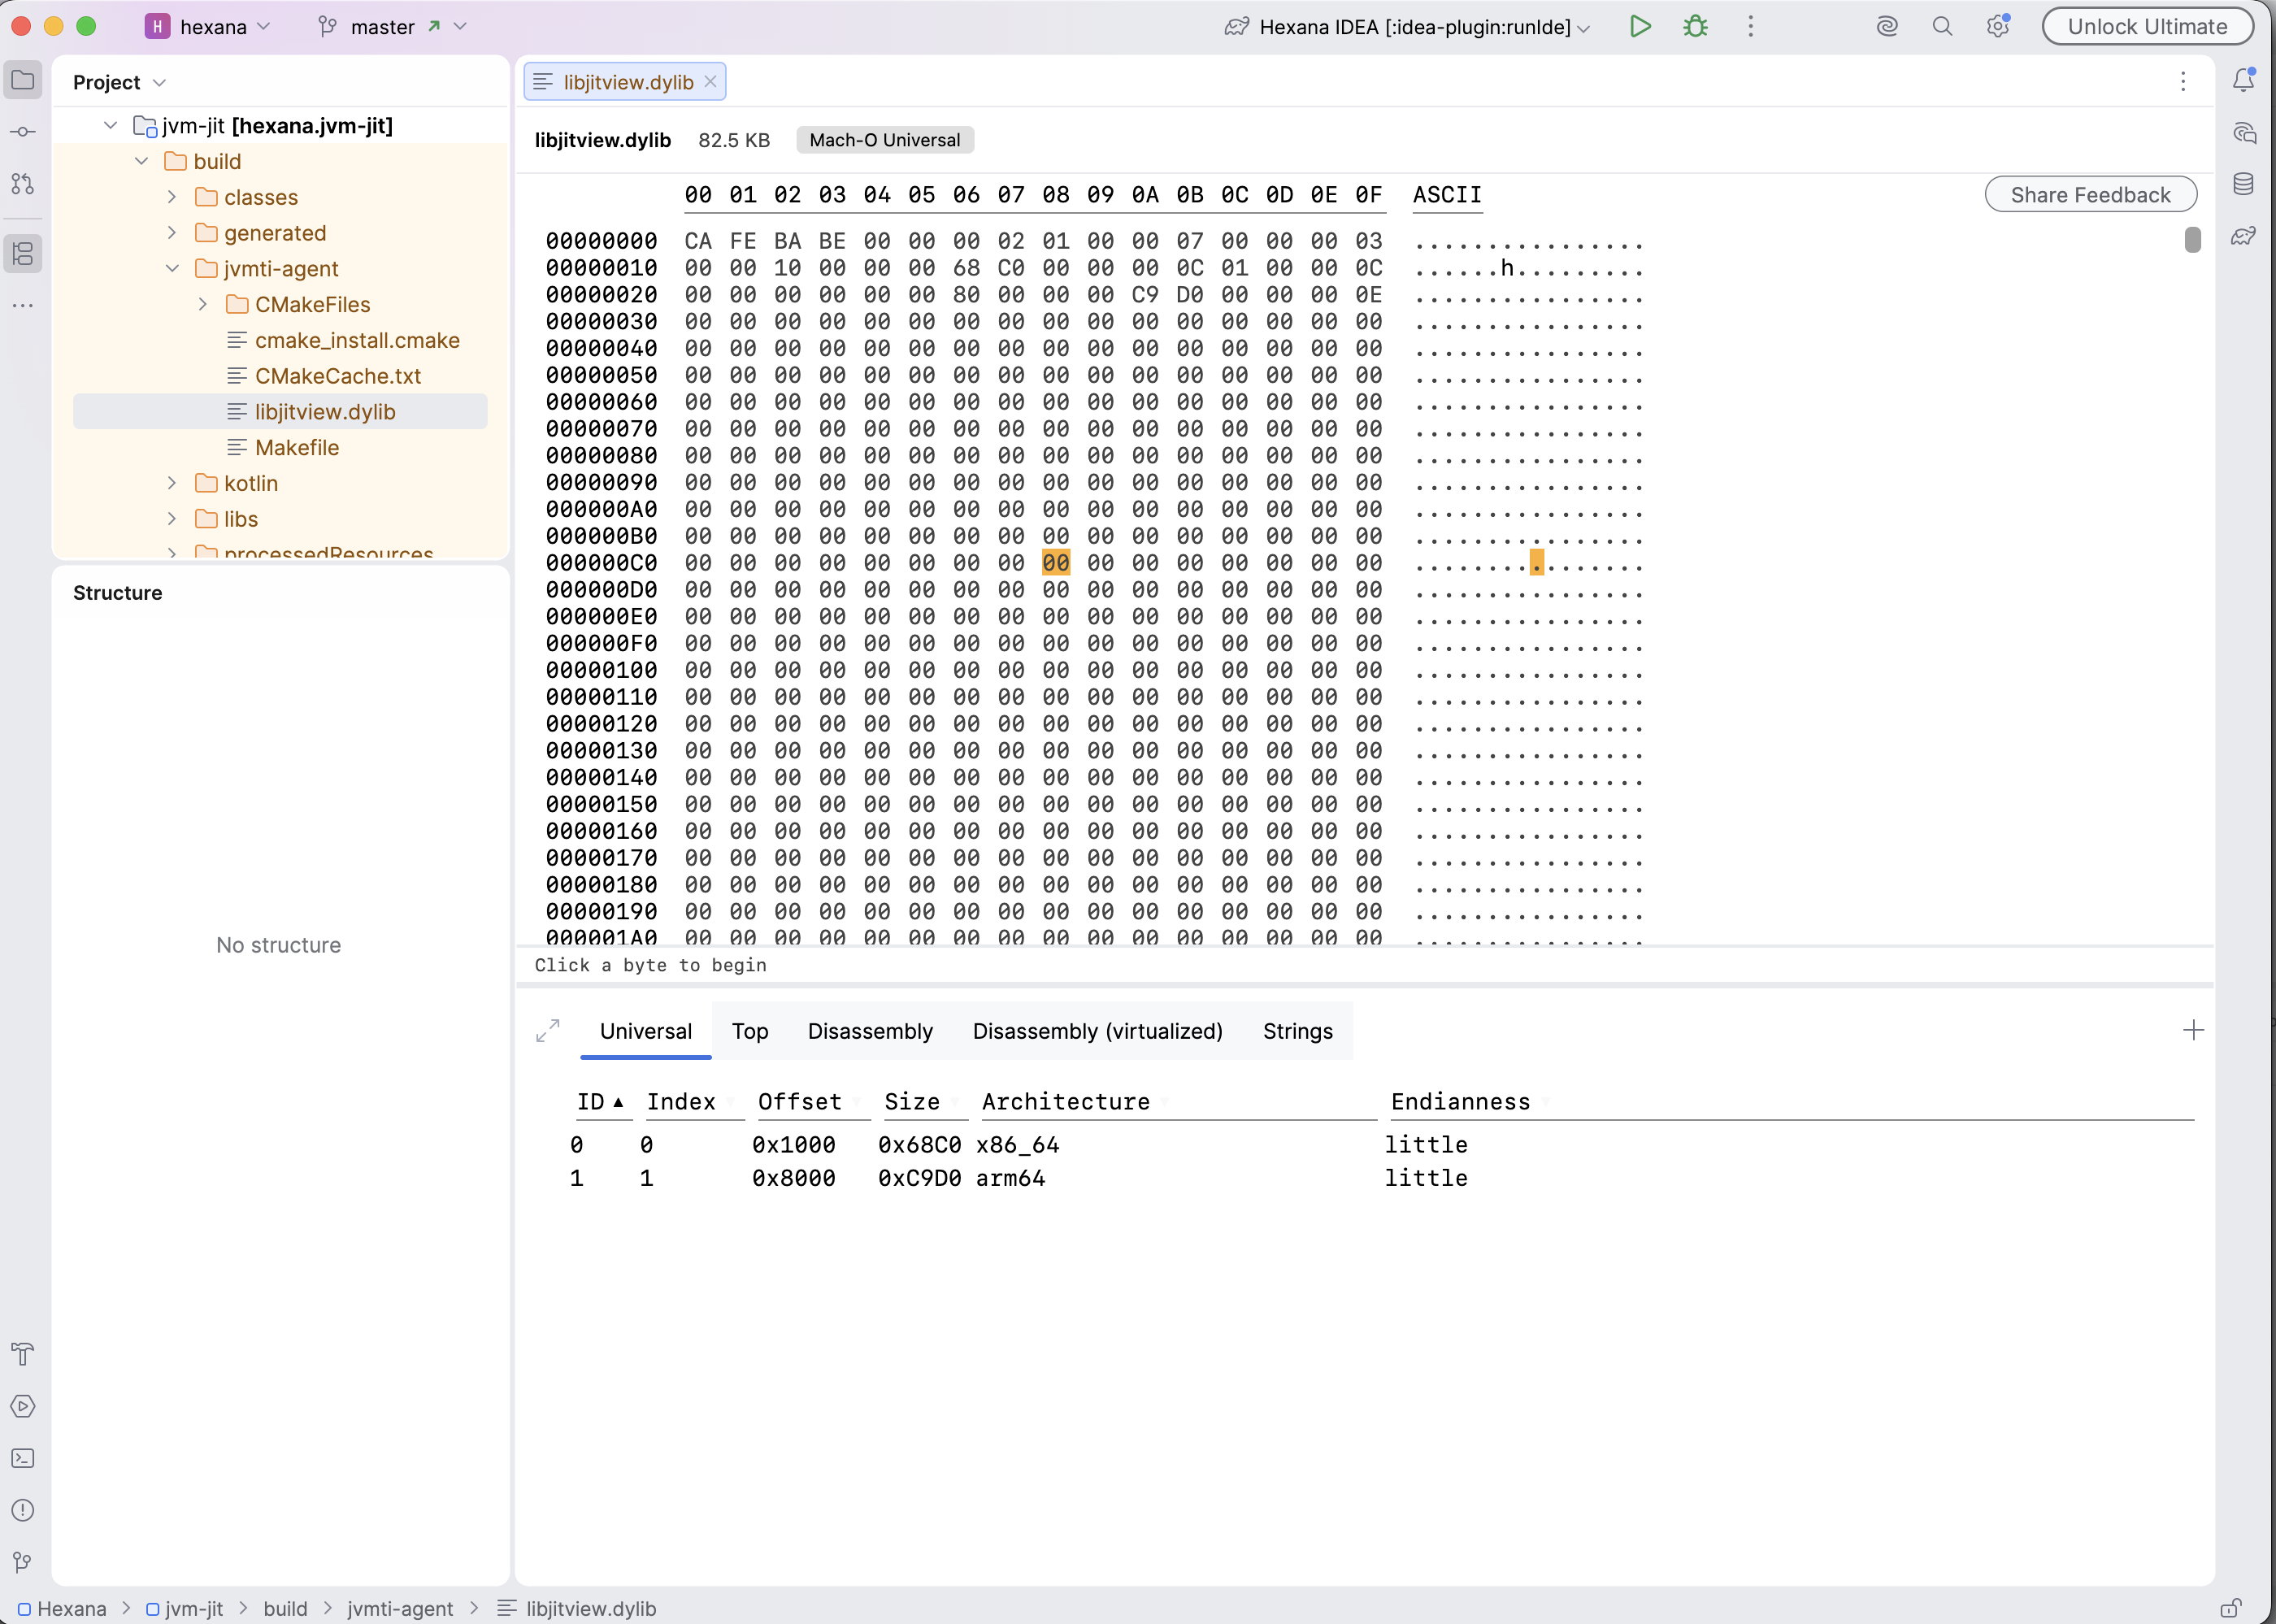 H hexana master Hexana IDEA [:idea-plugin:runIde] Unlock Ultimate
Project
jvm-jit [hexana.jvm-jit]
build
classes
generated
jvmti-agent
CMakeFiles
cmake_install.cmake
CMakeCache.txt
libjitview.dylib
Makefile
kotlin
libs
processedResources
Structure
No structure
libjitview.dylib
libjitview.dylib 82.5 KB Mach-O Universal
00 01 02 03 04 05 06 07 08 09 0A 0B 0C 0D 0E 0F ASCII
Share Feedback
00000000 CA FE BA BE 00 00 00 02 01 00 00 07 00 00 00 03 ................
00000010 00 00 10 00 00 00 68 C0 00 00 00 0C 01 00 00 0C ......h.........
00000020 00 00 00 00 00 00 80 00 00 00 C9 D0 00 00 00 0E ................
00000030 00 00 00 00 00 00 00 00 00 00 00 00 00 00 00 00 ................
00000040 00 00 00 00 00 00 00 00 00 00 00 00 00 00 00 00 ................
00000050 00 00 00 00 00 00 00 00 00 00 00 00 00 00 00 00 ................
00000060 00 00 00 00 00 00 00 00 00 00 00 00 00 00 00 00 ................
00000070 00 00 00 00 00 00 00 00 00 00 00 00 00 00 00 00 ................
00000080 00 00 00 00 00 00 00 00 00 00 00 00 00 00 00 00 ................
00000090 00 00 00 00 00 00 00 00 00 00 00 00 00 00 00 00 ................
000000A0 00 00 00 00 00 00 00 00 00 00 00 00 00 00 00 00 ................
000000B0 00 00 00 00 00 00 00 00 00 00 00 00 00 00 00 00 ................
000000C0 00 00 00 00 00 00 00 00 00 00 00 00 00 00 00 00 ................
000000D0 00 00 00 00 00 00 00 00 00 00 00 00 00 00 00 00 ................
000000E0 00 00 00 00 00 00 00 00 00 00 00 00 00 00 00 00 ................
000000F0 00 00 00 00 00 00 00 00 00 00 00 00 00 00 00 00 ................
00000100 00 00 00 00 00 00 00 00 00 00 00 00 00 00 00 00 ................
00000110 00 00 00 00 00 00 00 00 00 00 00 00 00 00 00 00 ................
00000120 00 00 00 00 00 00 00 00 00 00 00 00 00 00 00 00 ................
00000130 00 00 00 00 00 00 00 00 00 00 00 00 00 00 00 00 ................
00000140 00 00 00 00 00 00 00 00 00 00 00 00 00 00 00 00 ................
00000150 00 00 00 00 00 00 00 00 00 00 00 00 00 00 00 00 ................
00000160 00 00 00 00 00 00 00 00 00 00 00 00 00 00 00 00 ................
00000170 00 00 00 00 00 00 00 00 00 00 00 00 00 00 00 00 ................
00000180 00 00 00 00 00 00 00 00 00 00 00 00 00 00 00 00 ................
00000190 00 00 00 00 00 00 00 00 00 00 00 00 00 00 00 00 ................
000001A0 00 00 00 00 00 00 00 00 00 00 00 00 00 00 00 00 ................
Click a byte to begin
Universal Top Disassembly Disassembly (virtualized) Strings
ID Index Offset Size Architecture Endianness
0 0 0x1000 0x68C0 x86_64 little
1 1 0x8000 0xC9D0 arm64 little
Hexana > jvm-jit > build > jvmti-agent > libjitview.dylib